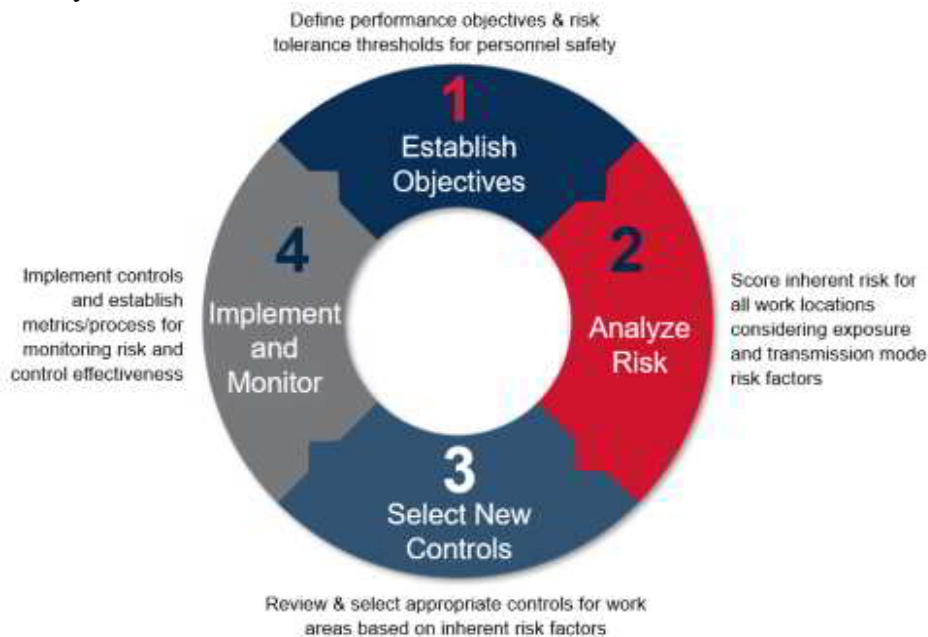 Define performance objectives & risk
tolerance thresholds for personnel safety
1
Establish
Objectives
2
Analyze
Risk
Score inherent risk for
all work locations
considering exposure
and transmission mode
risk factors
3
Select New
Controls
Review & select appropriate controls for work
areas based on inherent risk factors
4
Implement
and
Monitor
Implement controls
and establish
metrics/process for
monitoring risk and
control effectiveness